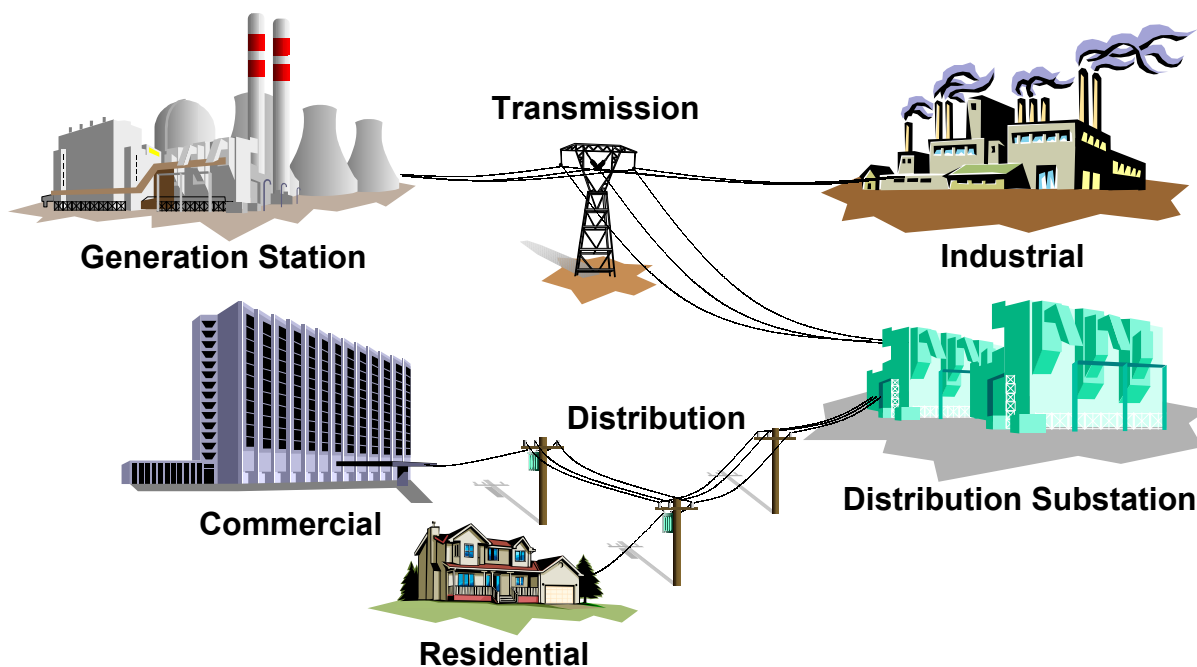 Transmission
Generation Station
Industrial
Distribution
Distribution Substation
Commercial
Residential